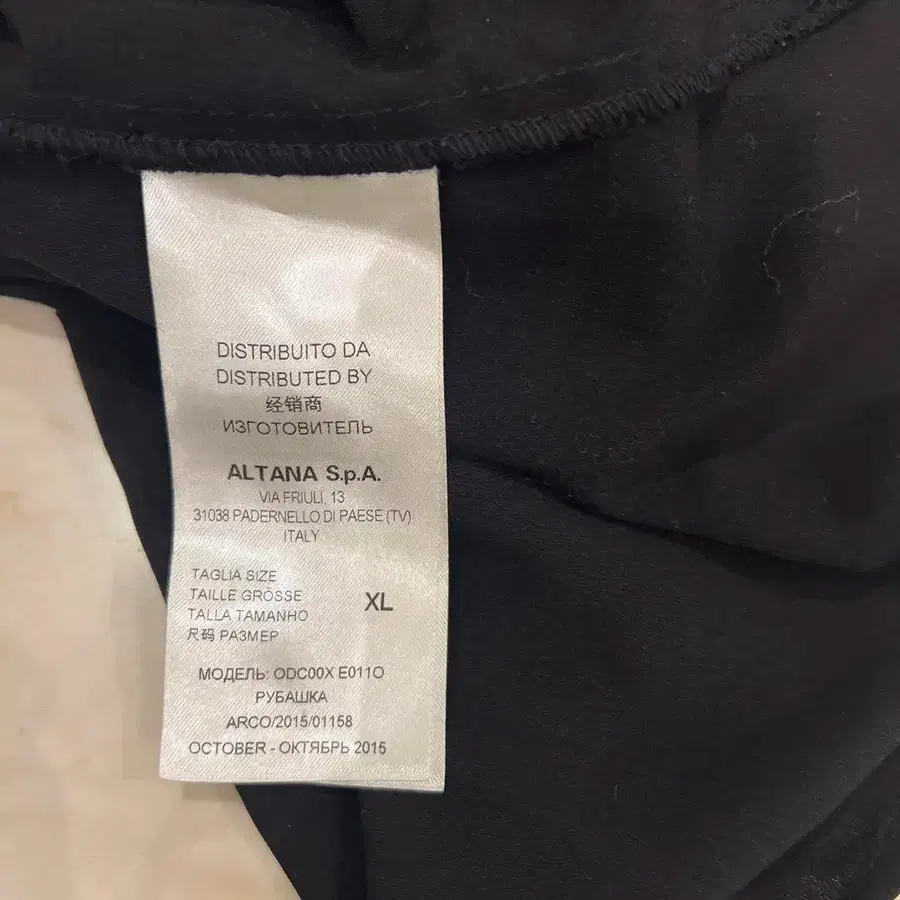 DISTRIBUITO DA
DISTRIBUTED BY
经销商
ИЗГОТОВИТЕЛЬ
ALTANA S.p.A.
VIA FRIULI, 13
31038 PADERNELLO DI PAESE (TV)
ITALY
TAGLIA SIZE
TAILLE GRÖSSE
TALLA TAMANHO
尺码 РАЗМЕР
XL
МОДЕЛЬ: ODC00X E011O
РУБАШКА
ARCO/2015/01158
OCTOBER - ОКТЯБРЬ 2015